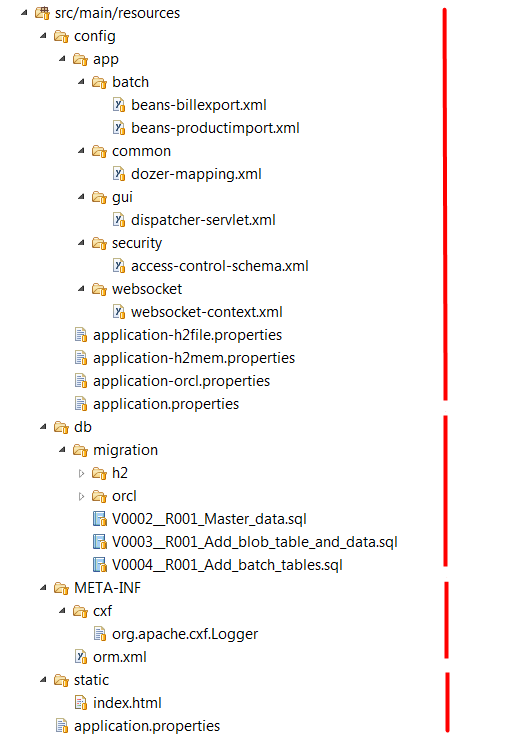 src/main/resources
config
app
batch
beans-billexport.xml
beans-productimport.xml
common
dozer-mapping.xml
gui
dispatcher-servlet.xml
security
access-control-schema.xml
websocket
websocket-context.xml
application-h2file.properties
application-h2mem.properties
application-orcl.properties
application.properties
db
migration
h2
orcl
V0002__R001_Master_data.sql
V0003__R001_Add_blob_table_and_data.sql
V0004__R001_Add_batch_tables.sql
META-INF
cxf
org.apache.cxf.Logger
orm.xml
static
index.html
application.properties